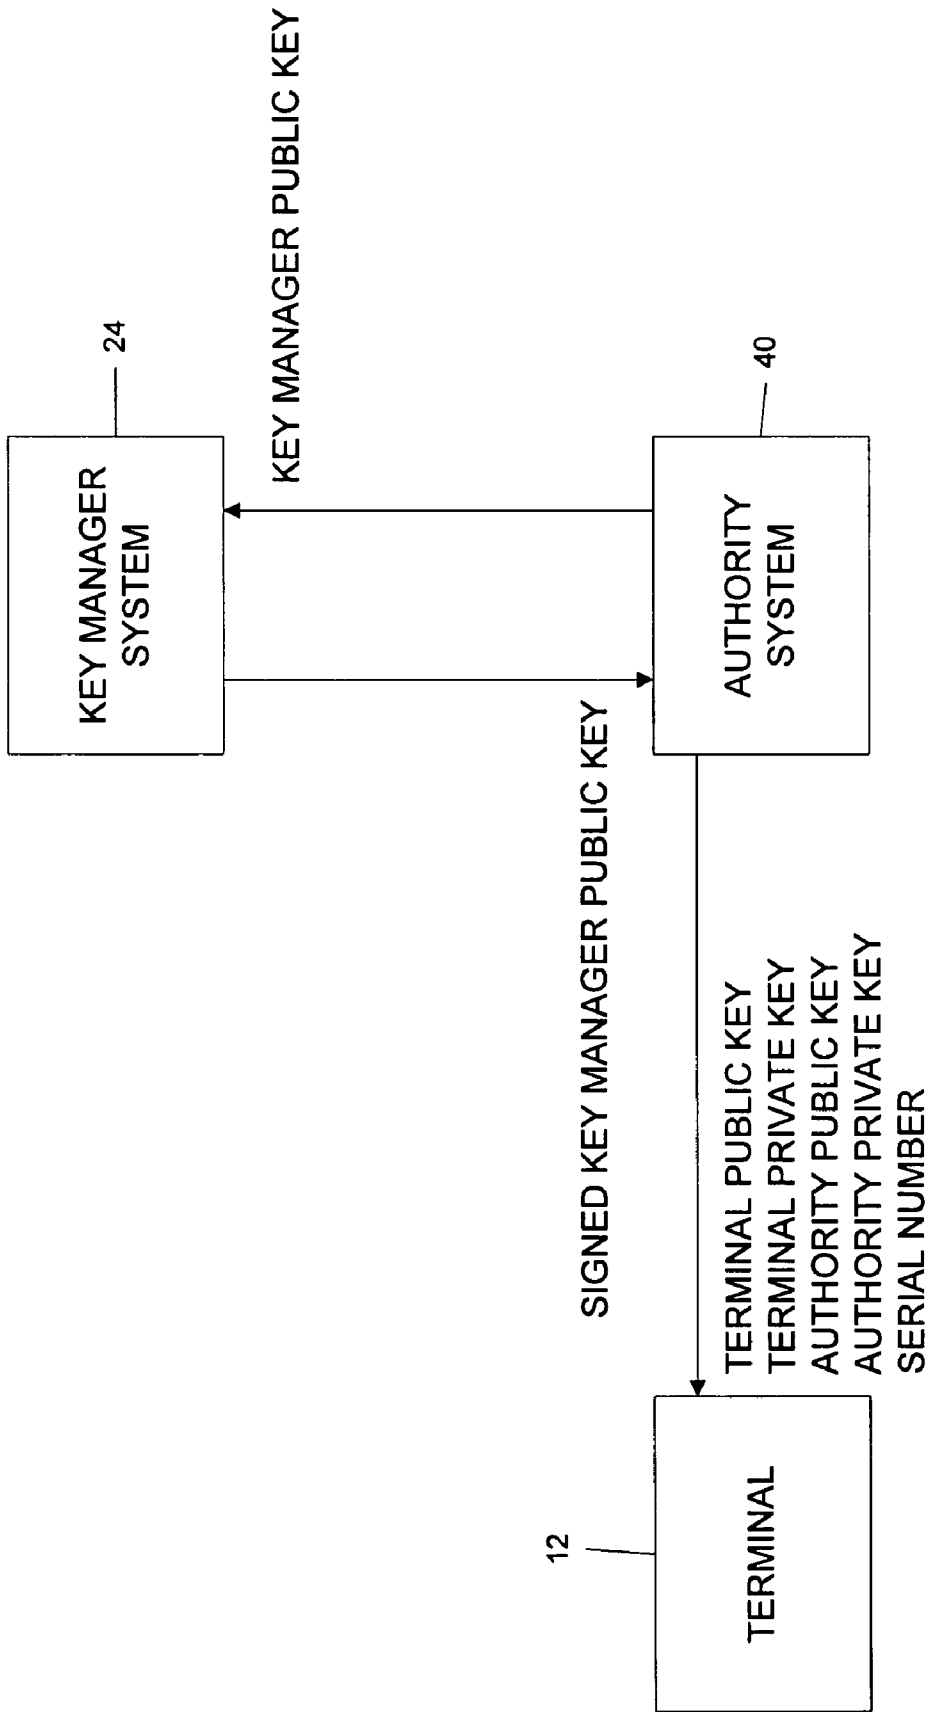 KEY MANAGER
SYSTEM
24
KEY MANAGER PUBLIC KEY
SIGNED KEY MANAGER PUBLIC KEY
AUTHORITY
SYSTEM
40
TERMINAL PUBLIC KEY
TERMINAL PRIVATE KEY
AUTHORITY PUBLIC KEY
AUTHORITY PRIVATE KEY
SERIAL NUMBER
TERMINAL
12